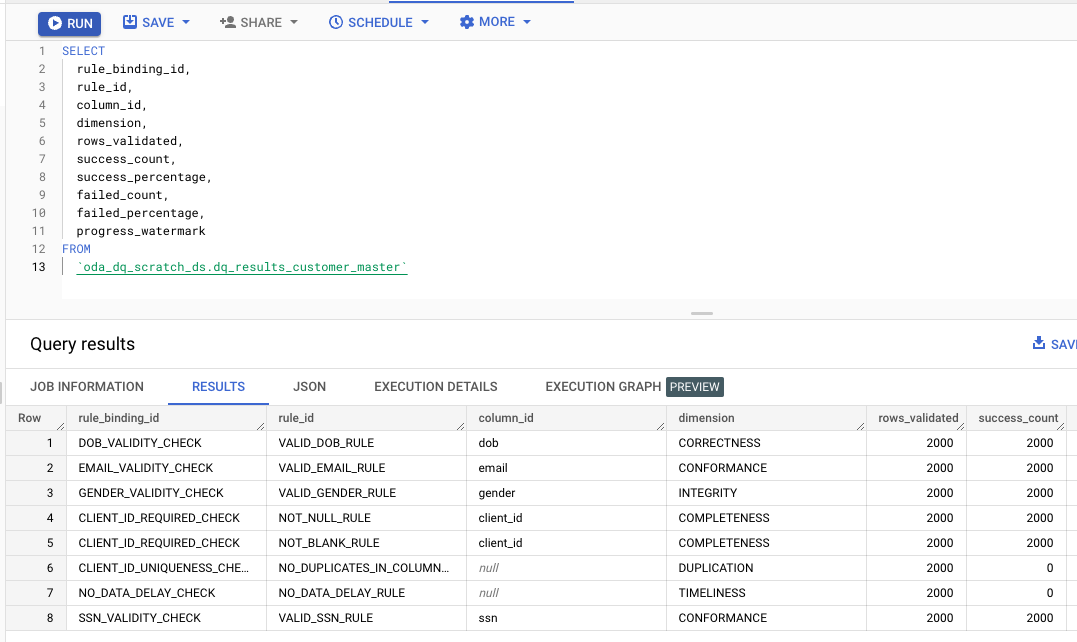 RUN SAVE SHARE SCHEDULE MORE
1 SELECT
2 rule_binding_id,
3 rule_id,
4 column_id,
5 dimension,
6 rows_validated,
7 success_count,
8 success_percentage,
9 failed_count,
10 failed_percentage,
11 progress_watermark
12 FROM
13 `oda_dq_scratch_ds.dq_results_customer_master`
Query results
JOB INFORMATION RESULTS JSON EXECUTION DETAILS EXECUTION GRAPH PREVIEW
Row rule_binding_id rule_id column_id dimension rows_validated success_count
1 DOB_VALIDITY_CHECK VALID_DOB_RULE dob CORRECTNESS 2000 2000
2 EMAIL_VALIDITY_CHECK VALID_EMAIL_RULE email CONFORMANCE 2000 2000
3 GENDER_VALIDITY_CHECK VALID_GENDER_RULE gender INTEGRITY 2000 2000
4 CLIENT_ID_REQUIRED_CHECK NOT_NULL_RULE client_id COMPLETENESS 2000 2000
5 CLIENT_ID_REQUIRED_CHECK NOT_BLANK_RULE client_id COMPLETENESS 2000 2000
6 CLIENT_ID_UNIQUENESS_CHE... NO_DUPLICATES_IN_COLUMN... null DUPLICATION 2000 0
7 NO_DATA_DELAY_CHECK NO_DATA_DELAY_RULE null TIMELINESS 2000 0
8 SSN_VALIDITY_CHECK VALID_SSN_RULE ssn CONFORMANCE 2000 2000